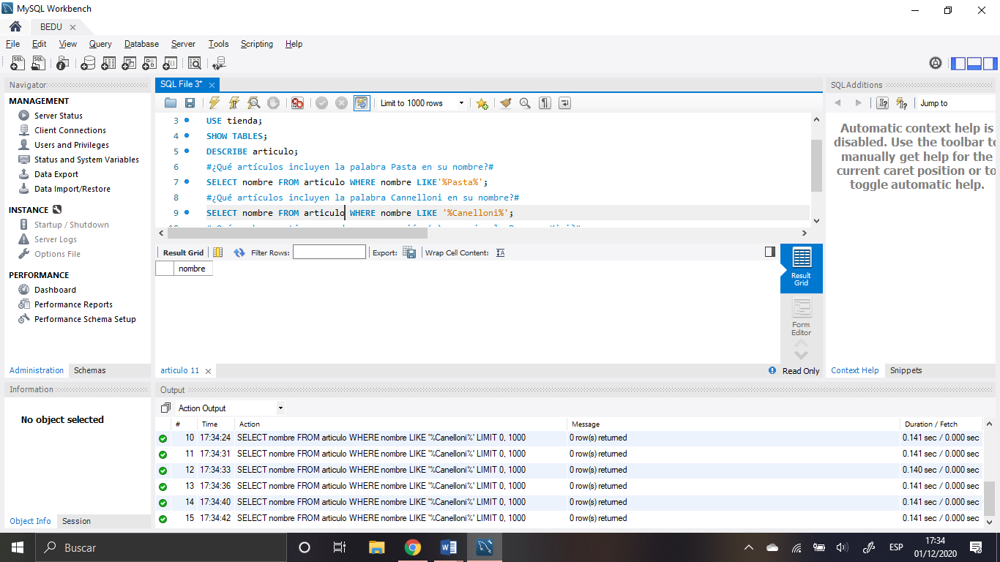 MySQL Workbench
BEDU
File Edit View Query Database Server Tools Scripting Help
Navigator
MANAGEMENT
Server Status
Client Connections
Users and Privileges
Status and System Variables
Data Export
Data Import/Restore
INSTANCE
Startup / Shutdown
Server Logs
Options File
PERFORMANCE
Dashboard
Performance Reports
Performance Schema Setup
Administration Schemas
Information
No object selected
Object Info Session
SQL File 3*
Limit to 1000 rows
3 USE tienda;
4 SHOW TABLES;
5 DESCRIBE articulo;
6 #¿Qué artículos incluyen la palabra Pasta en su nombre?#
7 SELECT nombre FROM articulo WHERE nombre LIKE'%Pasta%';
8 #¿Qué artículos incluyen la palabra Cannelloni en su nombre?#
9 SELECT nombre FROM articulo WHERE nombre LIKE '%Canelloni%';
Result Grid Filter Rows: Export: Wrap Cell Content:
nombre
Result Grid
Form Editor
articulo 11
Read Only
SQLAdditions
Jump to
Automatic context help is
disabled. Use the toolbar to
manually get help for the
current caret position or to
toggle automatic help.
Context Help Snippets
Output
Action Output
# Time Action Message Duration / Fetch
10 17:34:24 SELECT nombre FROM articulo WHERE nombre LIKE '%Canelloni%' LIMIT 0, 1000 0 row(s) returned 0.141 sec / 0.000 sec
11 17:34:31 SELECT nombre FROM articulo WHERE nombre LIKE '%Canelloni%' LIMIT 0, 1000 0 row(s) returned 0.141 sec / 0.000 sec
12 17:34:33 SELECT nombre FROM articulo WHERE nombre LIKE '%Canelloni%' LIMIT 0, 1000 0 row(s) returned 0.140 sec / 0.000 sec
13 17:34:36 SELECT nombre FROM articulo WHERE nombre LIKE '%Canelloni%' LIMIT 0, 1000 0 row(s) returned 0.141 sec / 0.000 sec
14 17:34:40 SELECT nombre FROM articulo WHERE nombre LIKE '%Canelloni%' LIMIT 0, 1000 0 row(s) returned 0.141 sec / 0.000 sec
15 17:34:42 SELECT nombre FROM articulo WHERE nombre LIKE '%Canelloni%' LIMIT 0, 1000 0 row(s) returned 0.141 sec / 0.000 sec
Buscar
ESP
17:34
01/12/2020